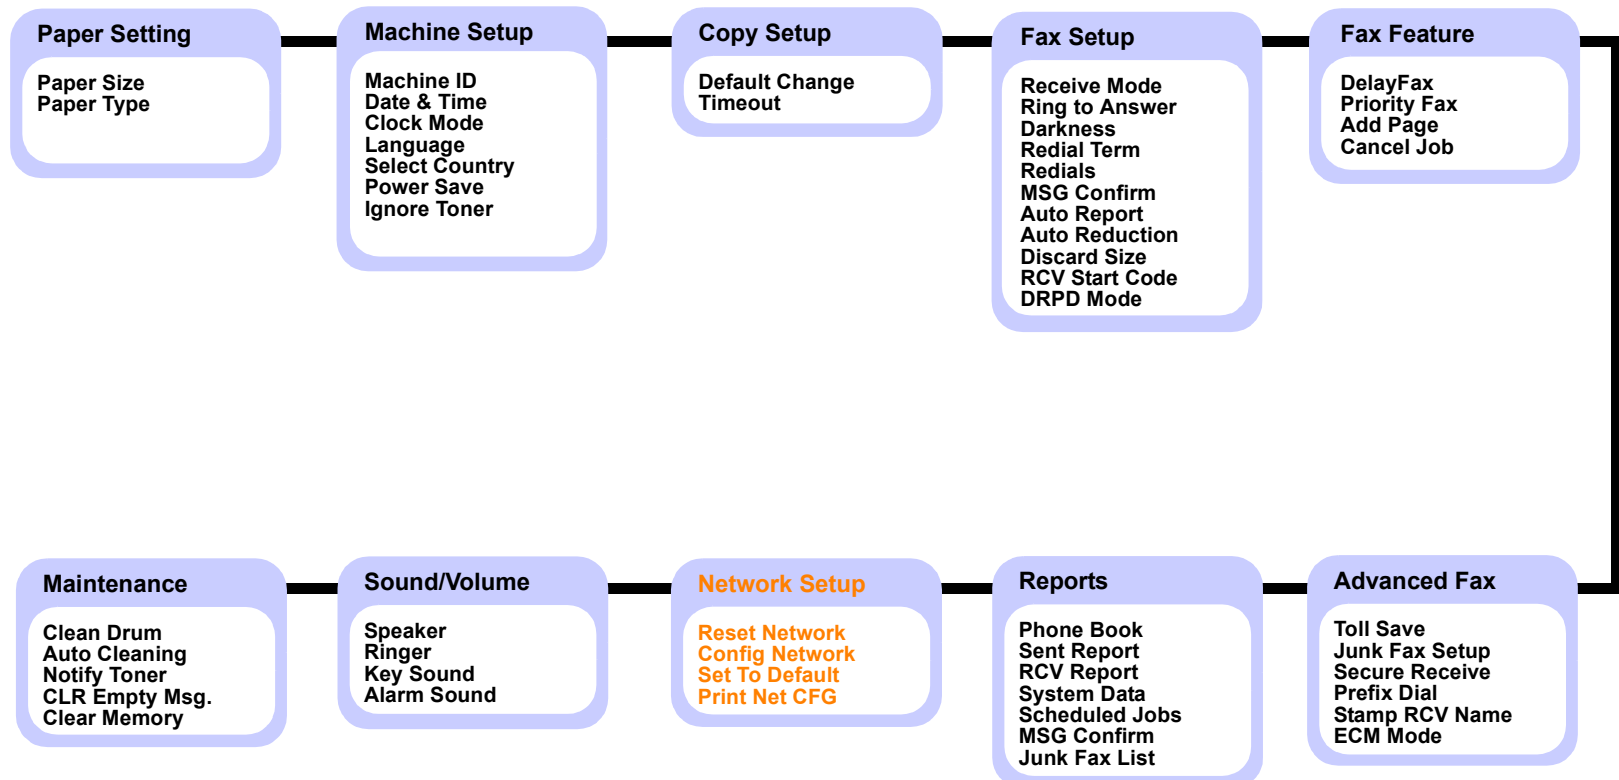 Paper Setting
Paper Size
Paper Type
Machine Setup
Machine ID
Date & Time
Clock Mode
Language
Select Country
Power Save
Ignore Toner
Copy Setup
Default Change
Timeout
Fax Setup
Receive Mode
Ring to Answer
Darkness
Redial Term
Redials
MSG Confirm
Auto Report
Auto Reduction
Discard Size
RCV Start Code
DRPD Mode
Fax Feature
DelayFax
Priority Fax
Add Page
Cancel Job
Maintenance
Clean Drum
Auto Cleaning
Notify Toner
CLR Empty Msg.
Clear Memory
Sound/Volume
Speaker
Ringer
Key Sound
Alarm Sound
Network Setup
Reset Network
Config Network
Set To Default
Print Net CFG
Reports
Phone Book
Sent Report
RCV Report
System Data
Scheduled Jobs
MSG Confirm
Junk Fax List
Advanced Fax
Toll Save
Junk Fax Setup
Secure Receive
Prefix Dial
Stamp RCV Name
ECM Mode